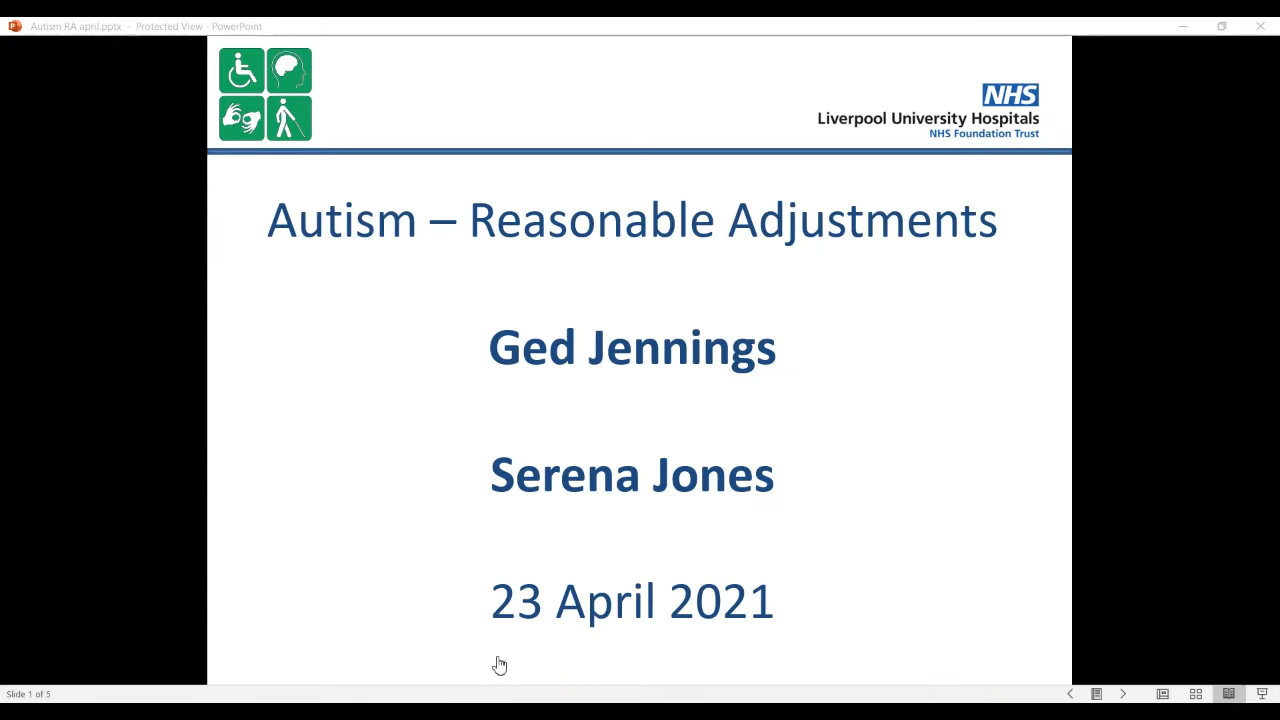 Autism RA april.pptx - Protected View - PowerPoint
NHS
Liverpool University Hospitals
NHS Foundation Trust
Autism – Reasonable Adjustments
Ged Jennings
Serena Jones
23 April 2021
Slide 1 of 5